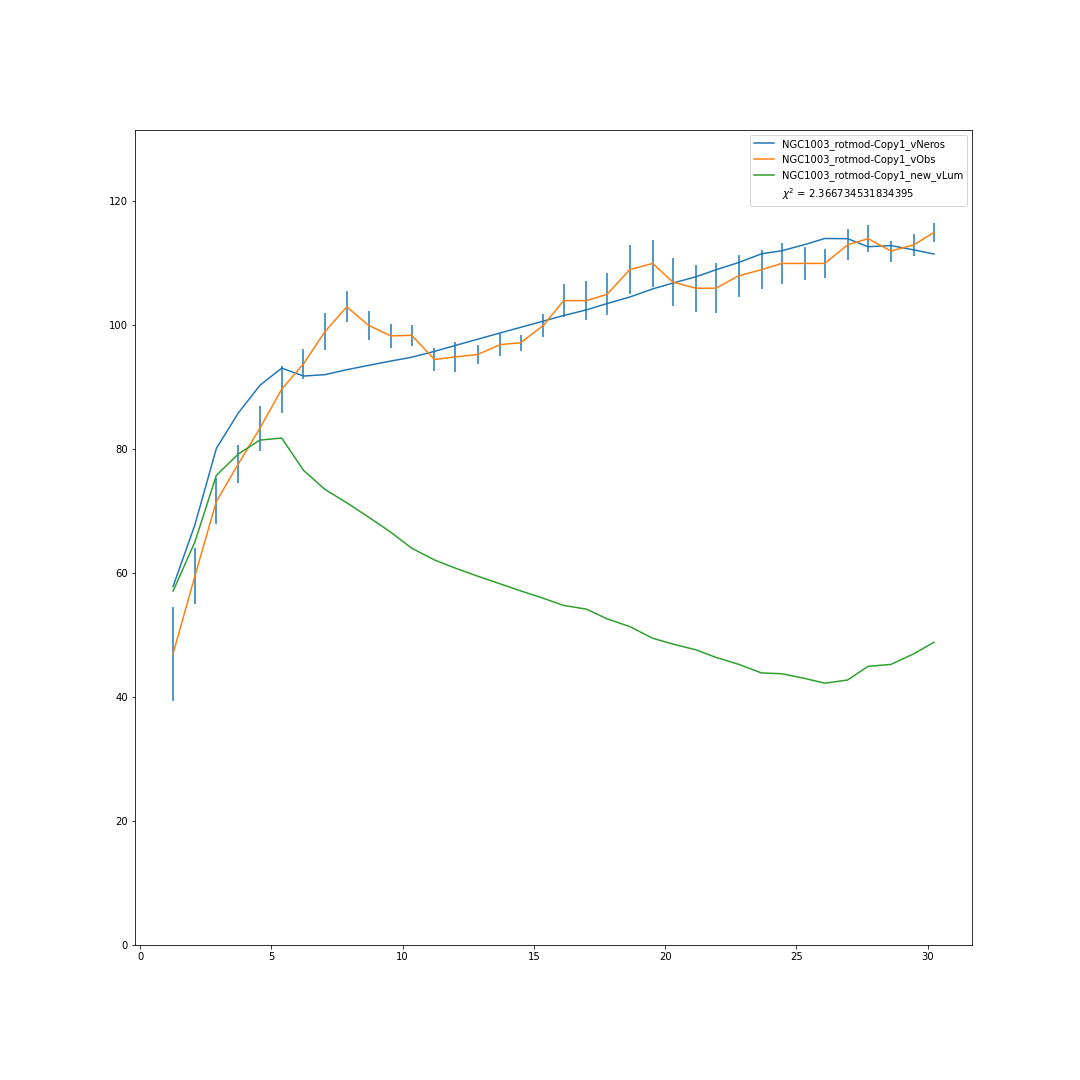 NGC1003_rotmod-Copy1_vNeros
NGC1003_rotmod-Copy1_vObs
NGC1003_rotmod-Copy1_new_vLum
χ² = 2.366734531834395
120
100
80
60
40
20
0
0 5 10 15 20 25 30